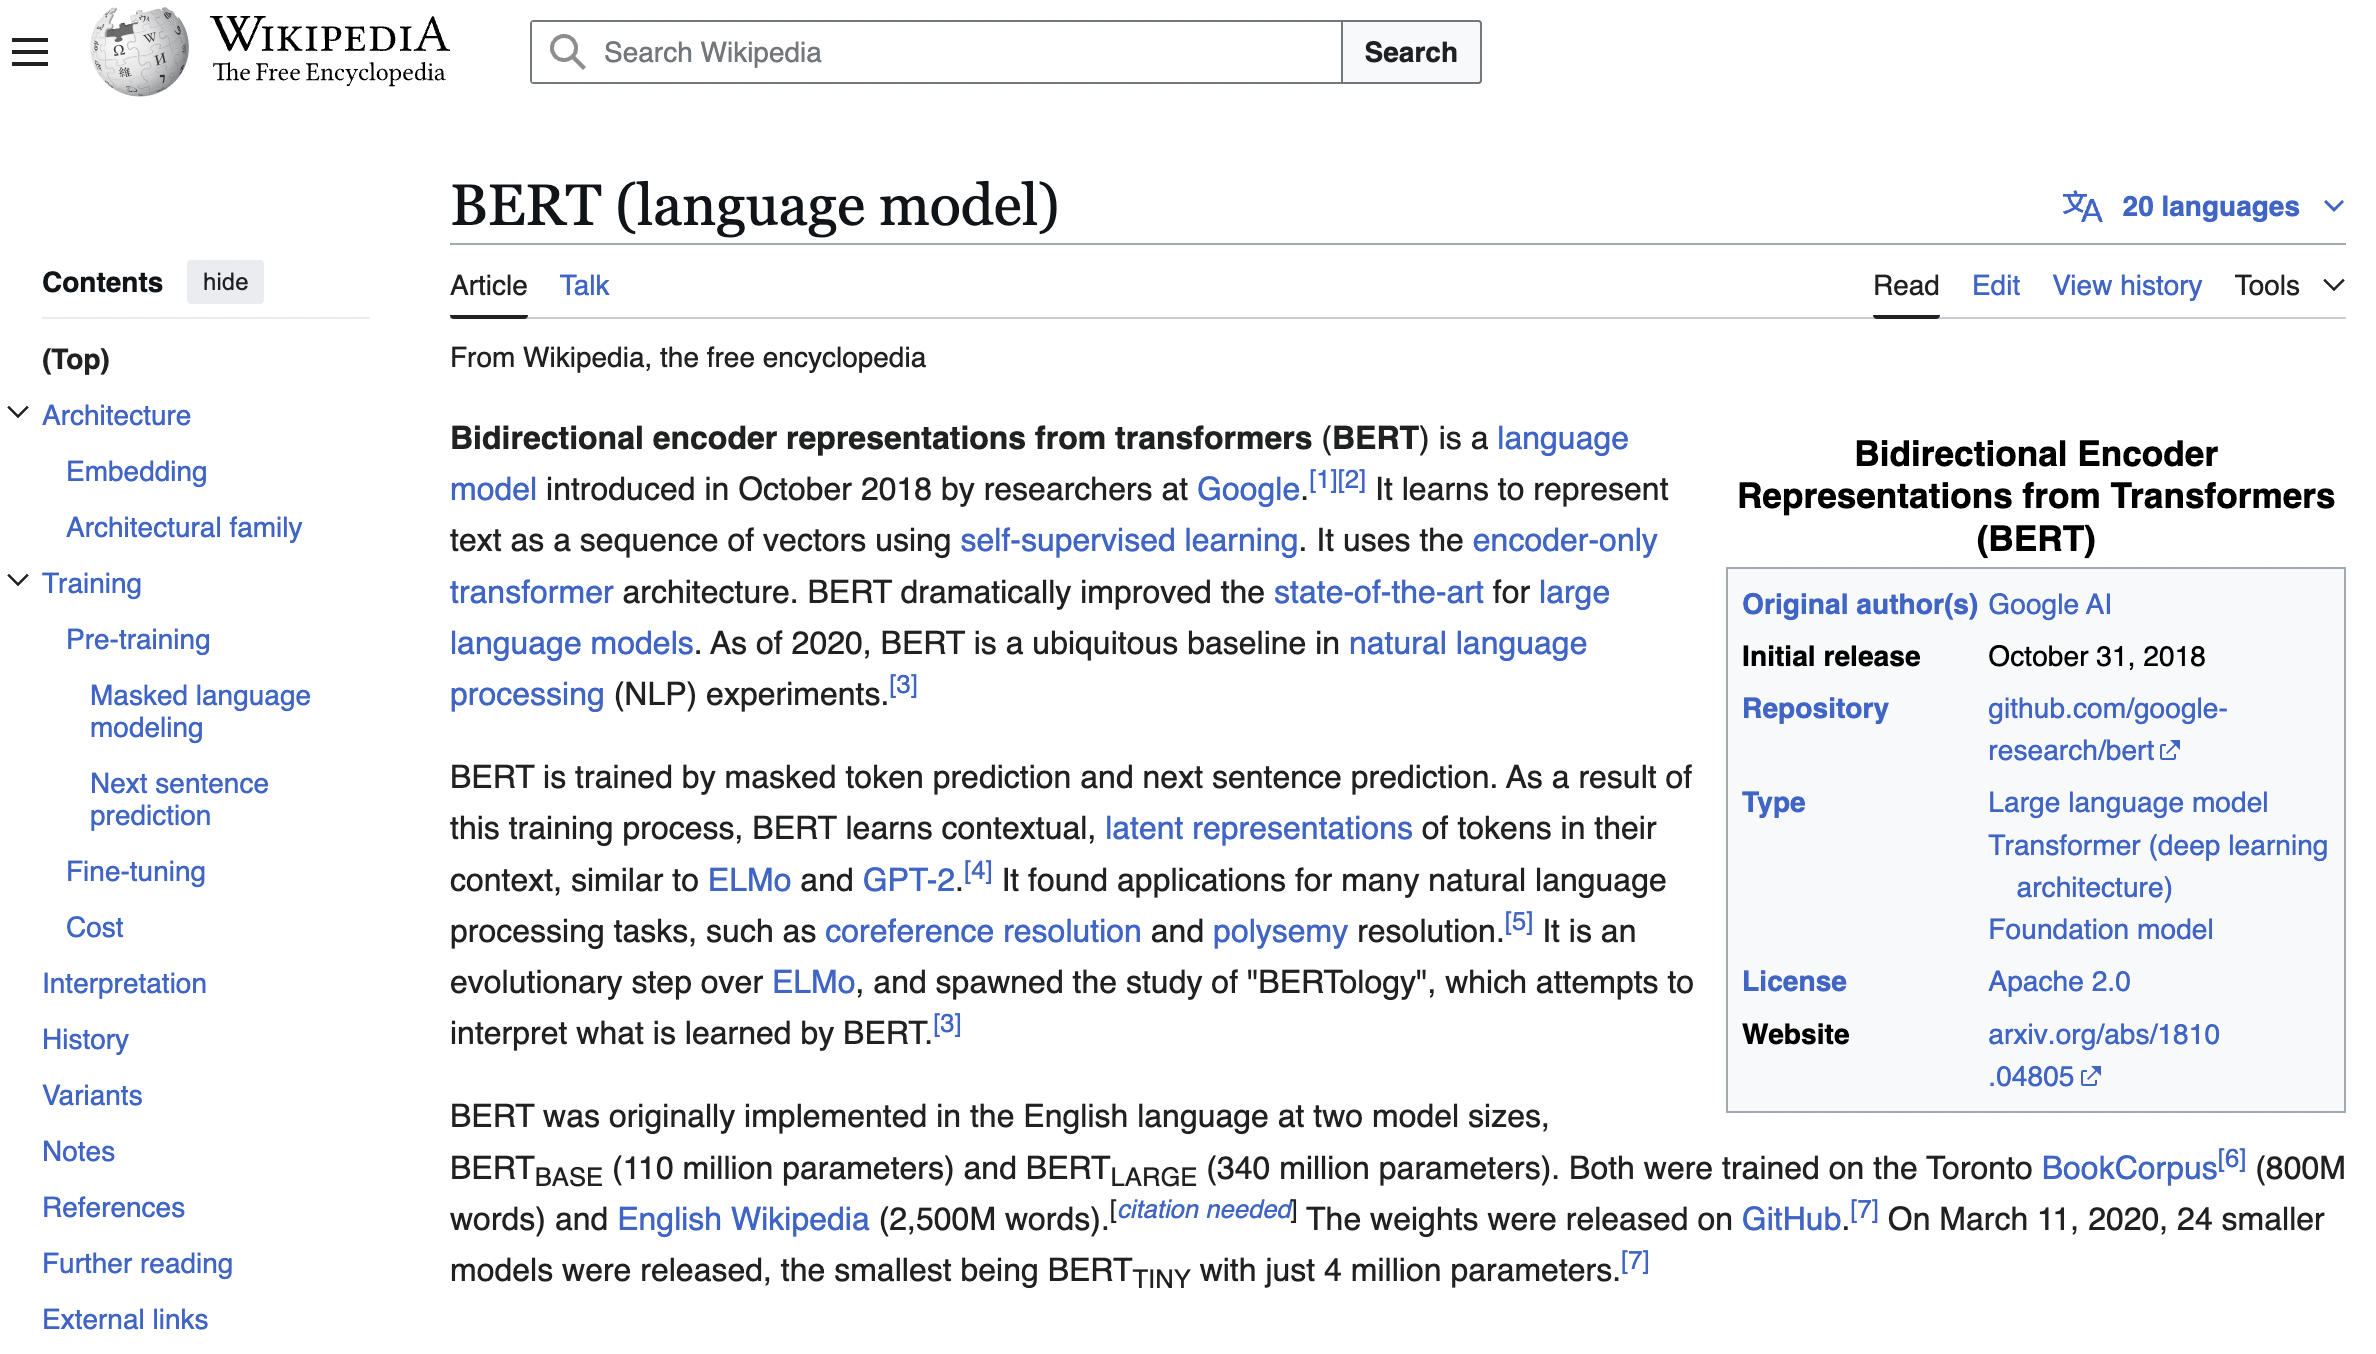 WIKIPEDIA
The Free Encyclopedia
Search Wikipedia
Search
BERT (language model)
20 languages
Contents
hide
Article
Talk
Read
Edit
View history
Tools
(Top)
Architecture
Embedding
Architectural family
Training
Pre-training
Masked language
modeling
Next sentence
prediction
Fine-tuning
Cost
Interpretation
History
Variants
Notes
References
Further reading
External links
From Wikipedia, the free encyclopedia
Bidirectional encoder representations from transformers (BERT) is a language
model introduced in October 2018 by researchers at Google.[1][2] It learns to represent
text as a sequence of vectors using self-supervised learning. It uses the encoder-only
transformer architecture. BERT dramatically improved the state-of-the-art for large
language models. As of 2020, BERT is a ubiquitous baseline in natural language
processing (NLP) experiments.[3]
BERT is trained by masked token prediction and next sentence prediction. As a result of
this training process, BERT learns contextual, latent representations of tokens in their
context, similar to ELMo and GPT-2.[4] It found applications for many natural language
processing tasks, such as coreference resolution and polysemy resolution.[5] It is an
evolutionary step over ELMo, and spawned the study of "BERTology", which attempts to
interpret what is learned by BERT.[3]
BERT was originally implemented in the English language at two model sizes,
BERTBASE (110 million parameters) and BERTLARGE (340 million parameters). Both were trained on the Toronto BookCorpus[6] (800M
words) and English Wikipedia (2,500M words).[citation needed] The weights were released on GitHub.[7] On March 11, 2020, 24 smaller
models were released, the smallest being BERTTINY with just 4 million parameters.[7]
Bidirectional Encoder
Representations from Transformers
(BERT)
Original author(s) Google AI
Initial release October 31, 2018
Repository github.com/google-
research/bert
Type Large language model
Transformer (deep learning
architecture)
Foundation model
License Apache 2.0
Website arxiv.org/abs/1810
.04805